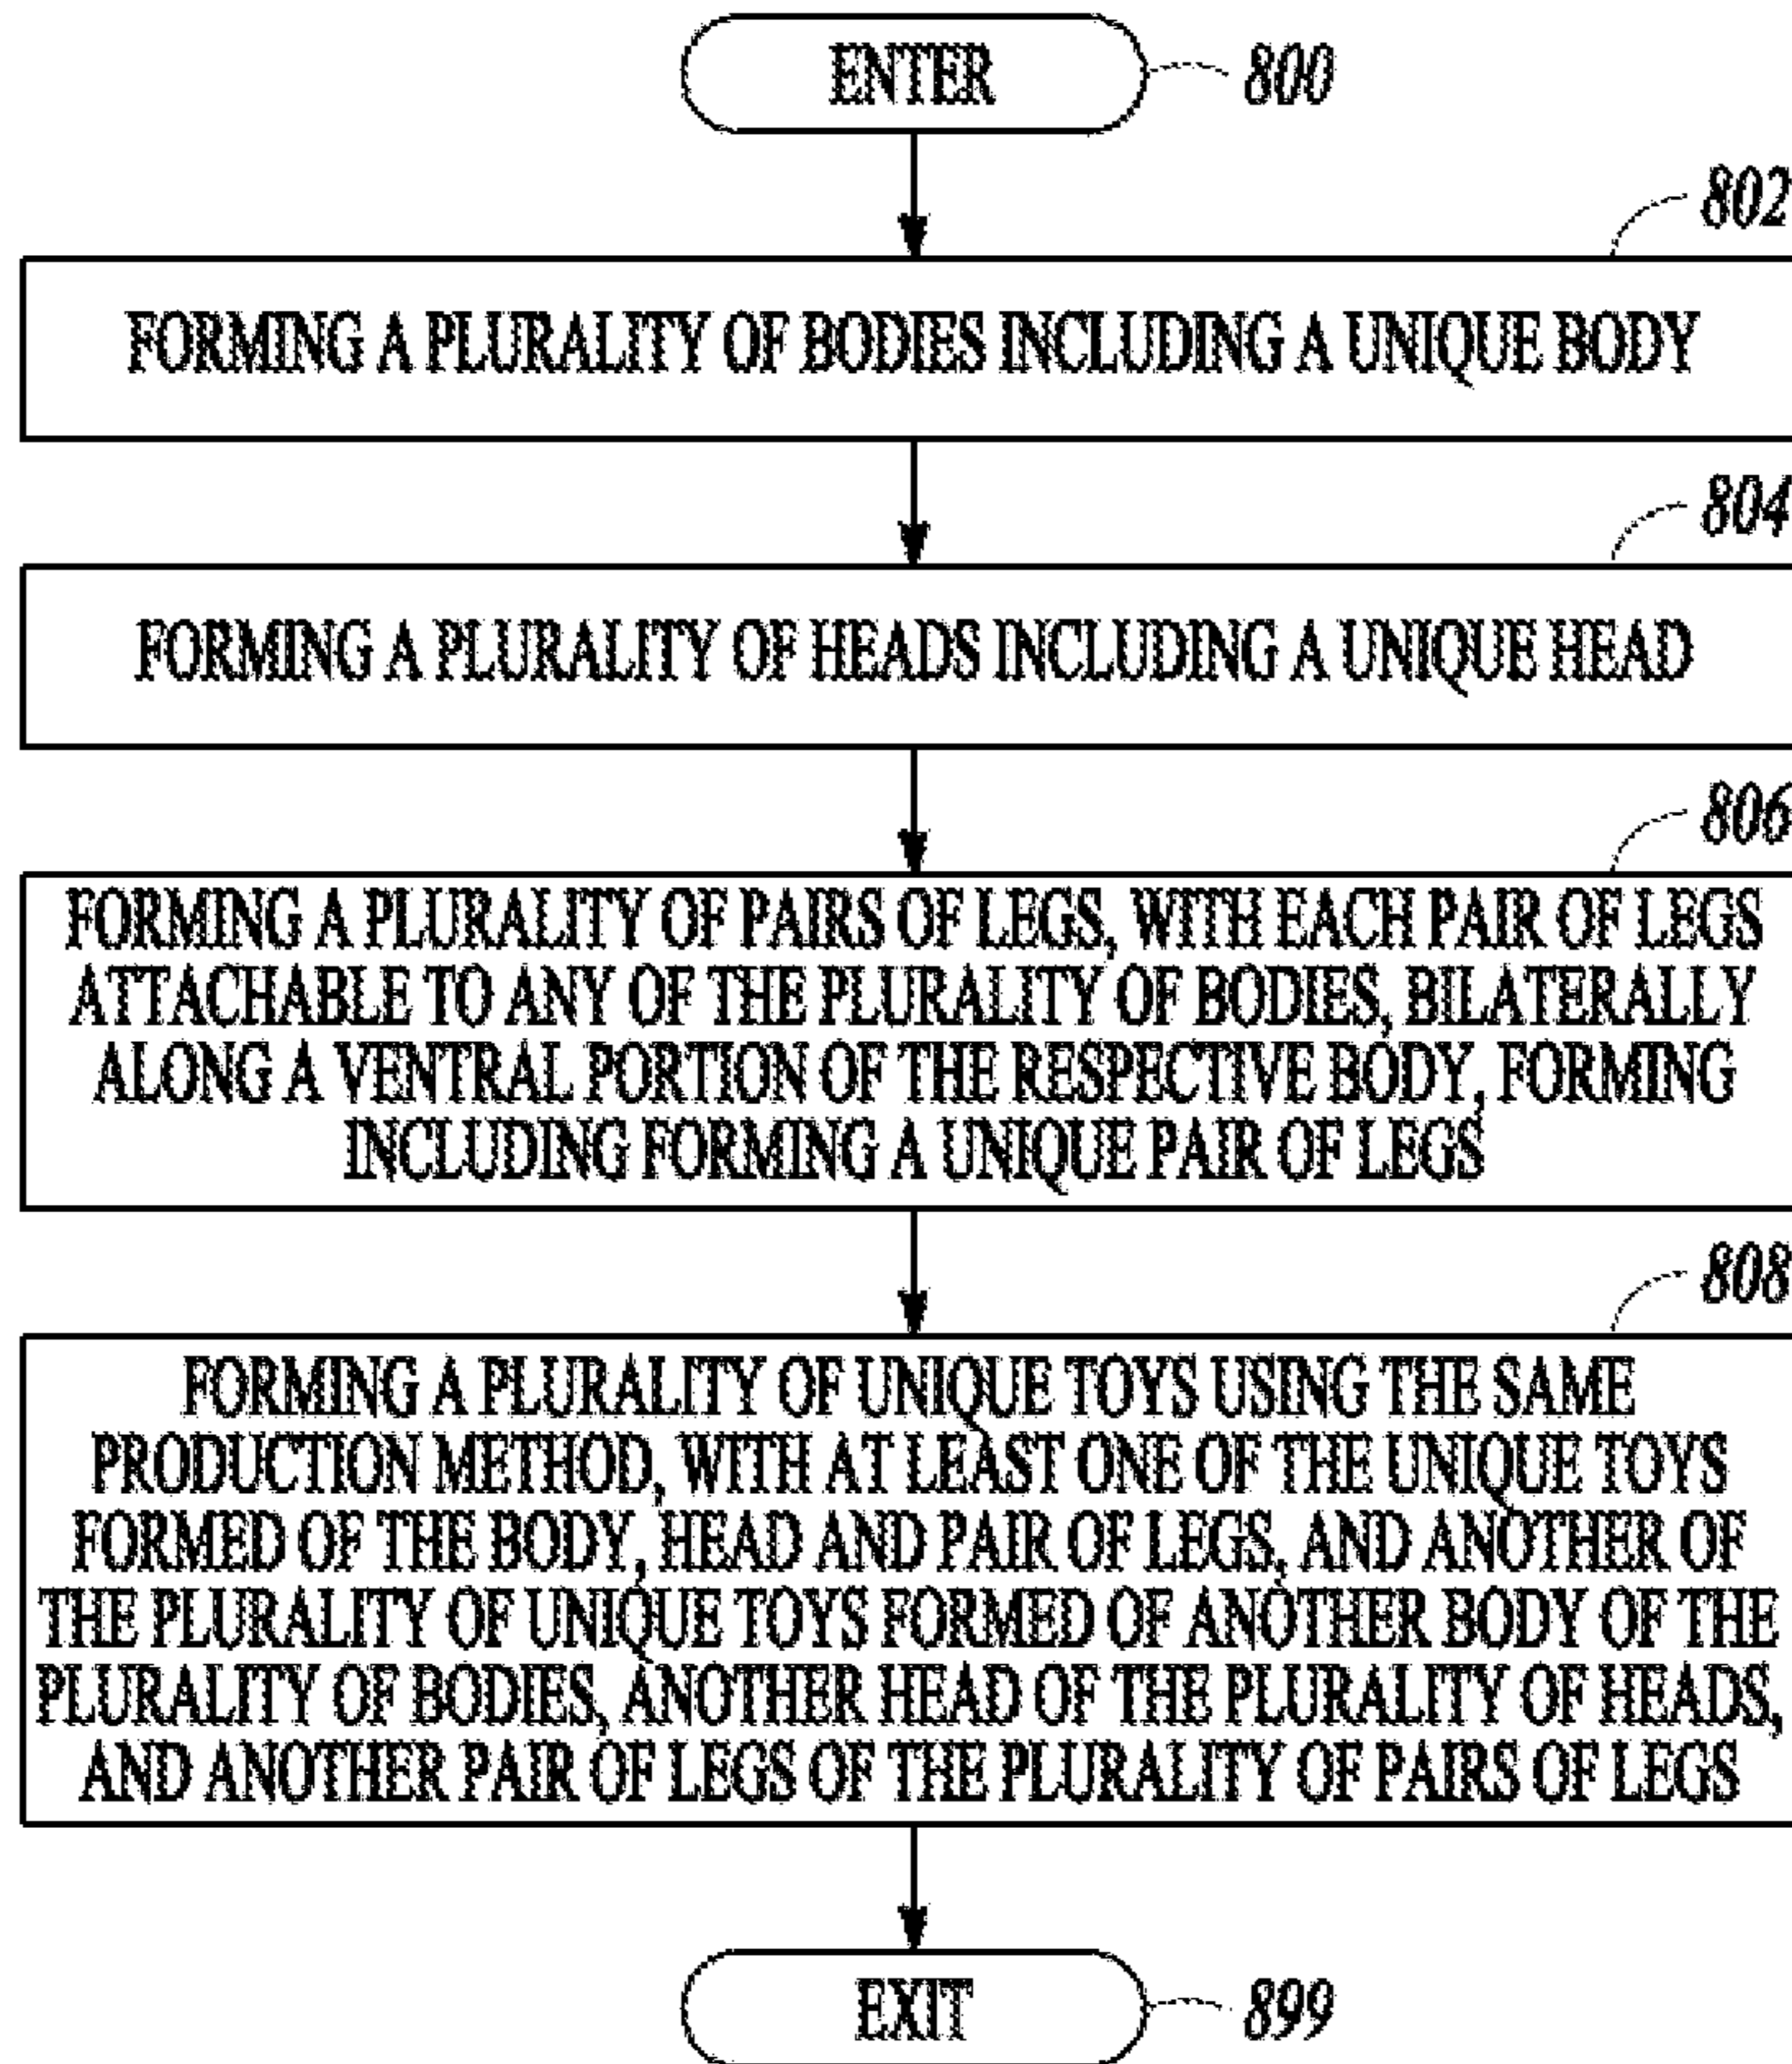 ENTER
800
802
FORMING A PLURALITY OF BODIES INCLUDING A UNIQUE BODY
804
FORMING A PLURALITY OF HEADS INCLUDING A UNIQUE HEAD
806
FORMING A PLURALITY OF PAIRS OF LEGS, WITH EACH PAIR OF LEGS
ATTACHABLE TO ANY OF THE PLURALITY OF BODIES, BILATERALLY
ALONG A VENTRAL PORTION OF THE RESPECTIVE BODY, FORMING
INCLUDING FORMING A UNIQUE PAIR OF LEGS
808
FORMING A PLURALITY OF UNIQUE TOYS USING THE SAME
PRODUCTION METHOD, WITH AT LEAST ONE OF THE UNIQUE TOYS
FORMED OF THE BODY, HEAD AND PAIR OF LEGS, AND ANOTHER OF
THE PLURALITY OF UNIQUE TOYS FORMED OF ANOTHER BODY OF THE
PLURALITY OF BODIES, ANOTHER HEAD OF THE PLURALITY OF HEADS,
AND ANOTHER PAIR OF LEGS OF THE PLURALITY OF PAIRS OF LEGS
EXIT
899